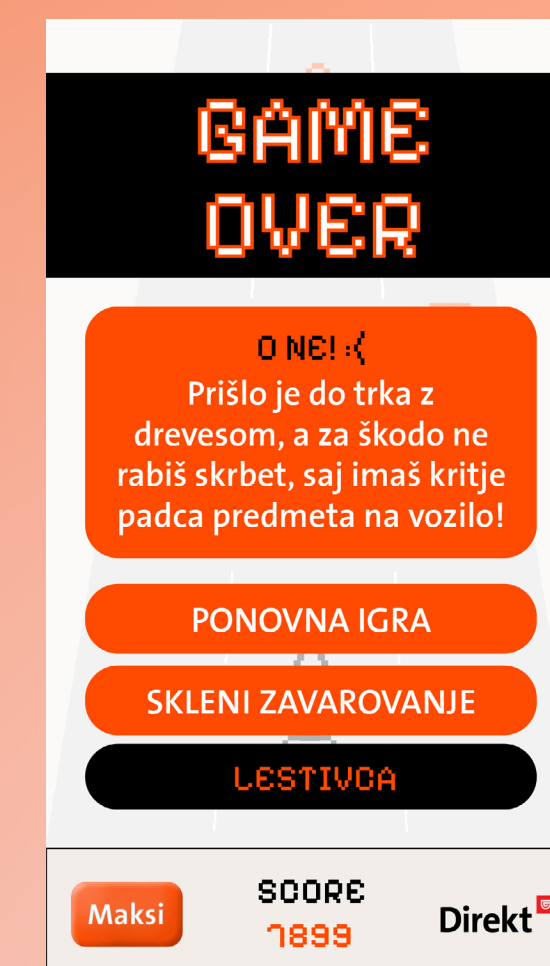 GAME
OVER
O NE! :(
Prišlo je do trka z
drevesom, a za škodo ne
rabiš skrbet, saj imaš kritje
padca predmeta na vozilo!
PONOVNA IGRA
SKLENI ZAVAROVANJE
LESTIVCA
SCORE
Maksi
7899
Direkt